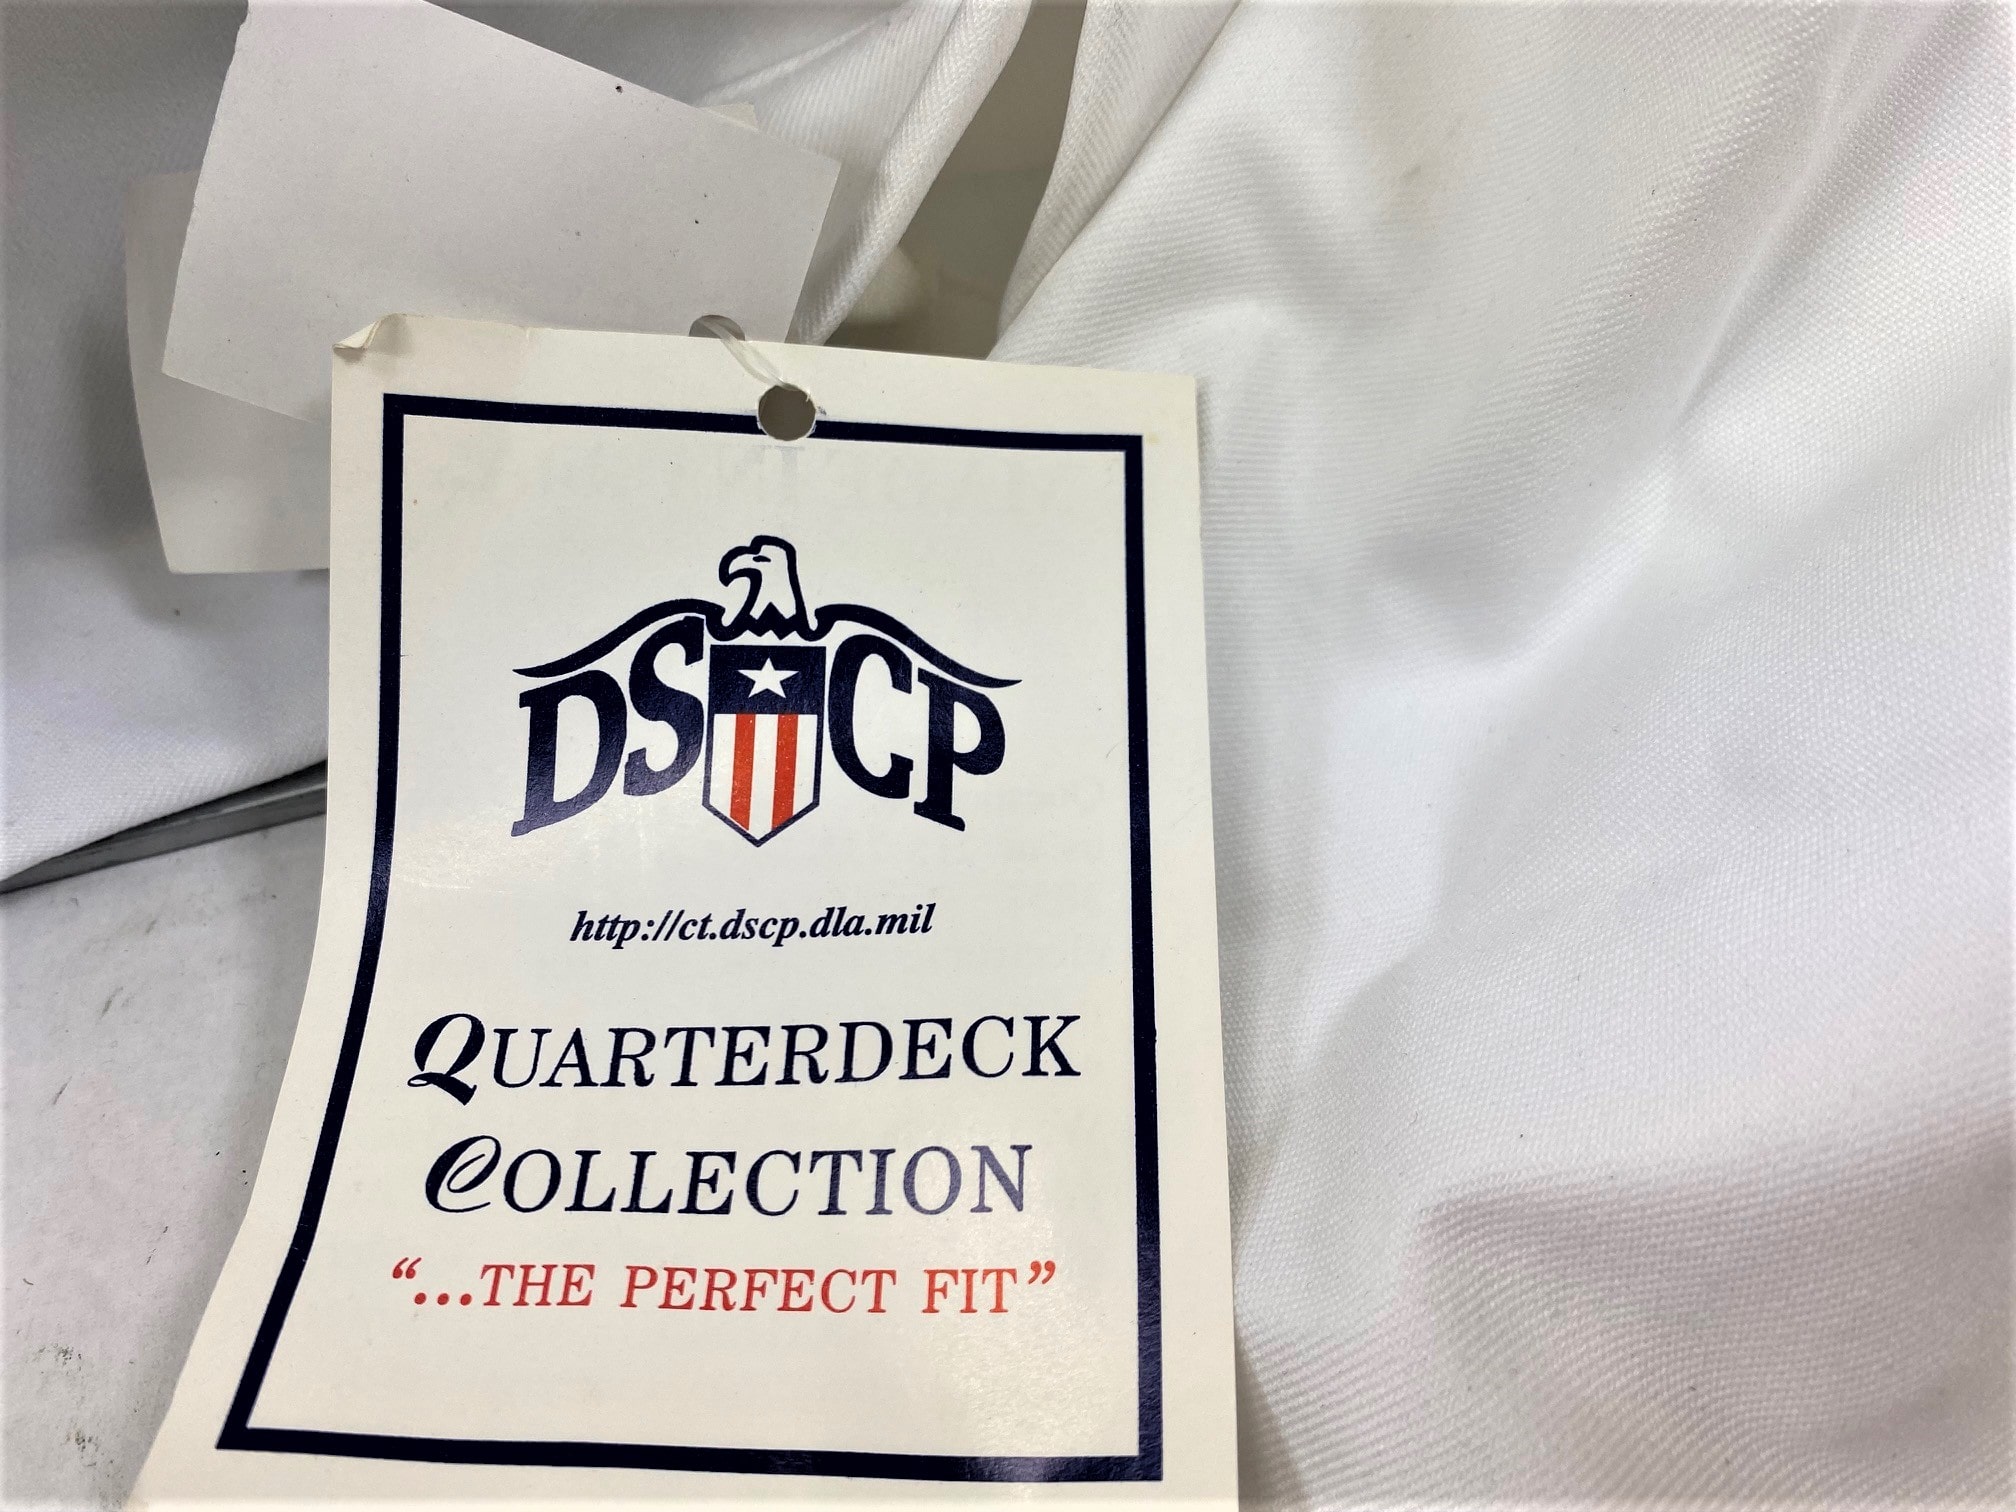 DSCP
http://ct.dscp.dla.mil
QUARTERDECK
COLLECTION
“...THE PERFECT FIT”